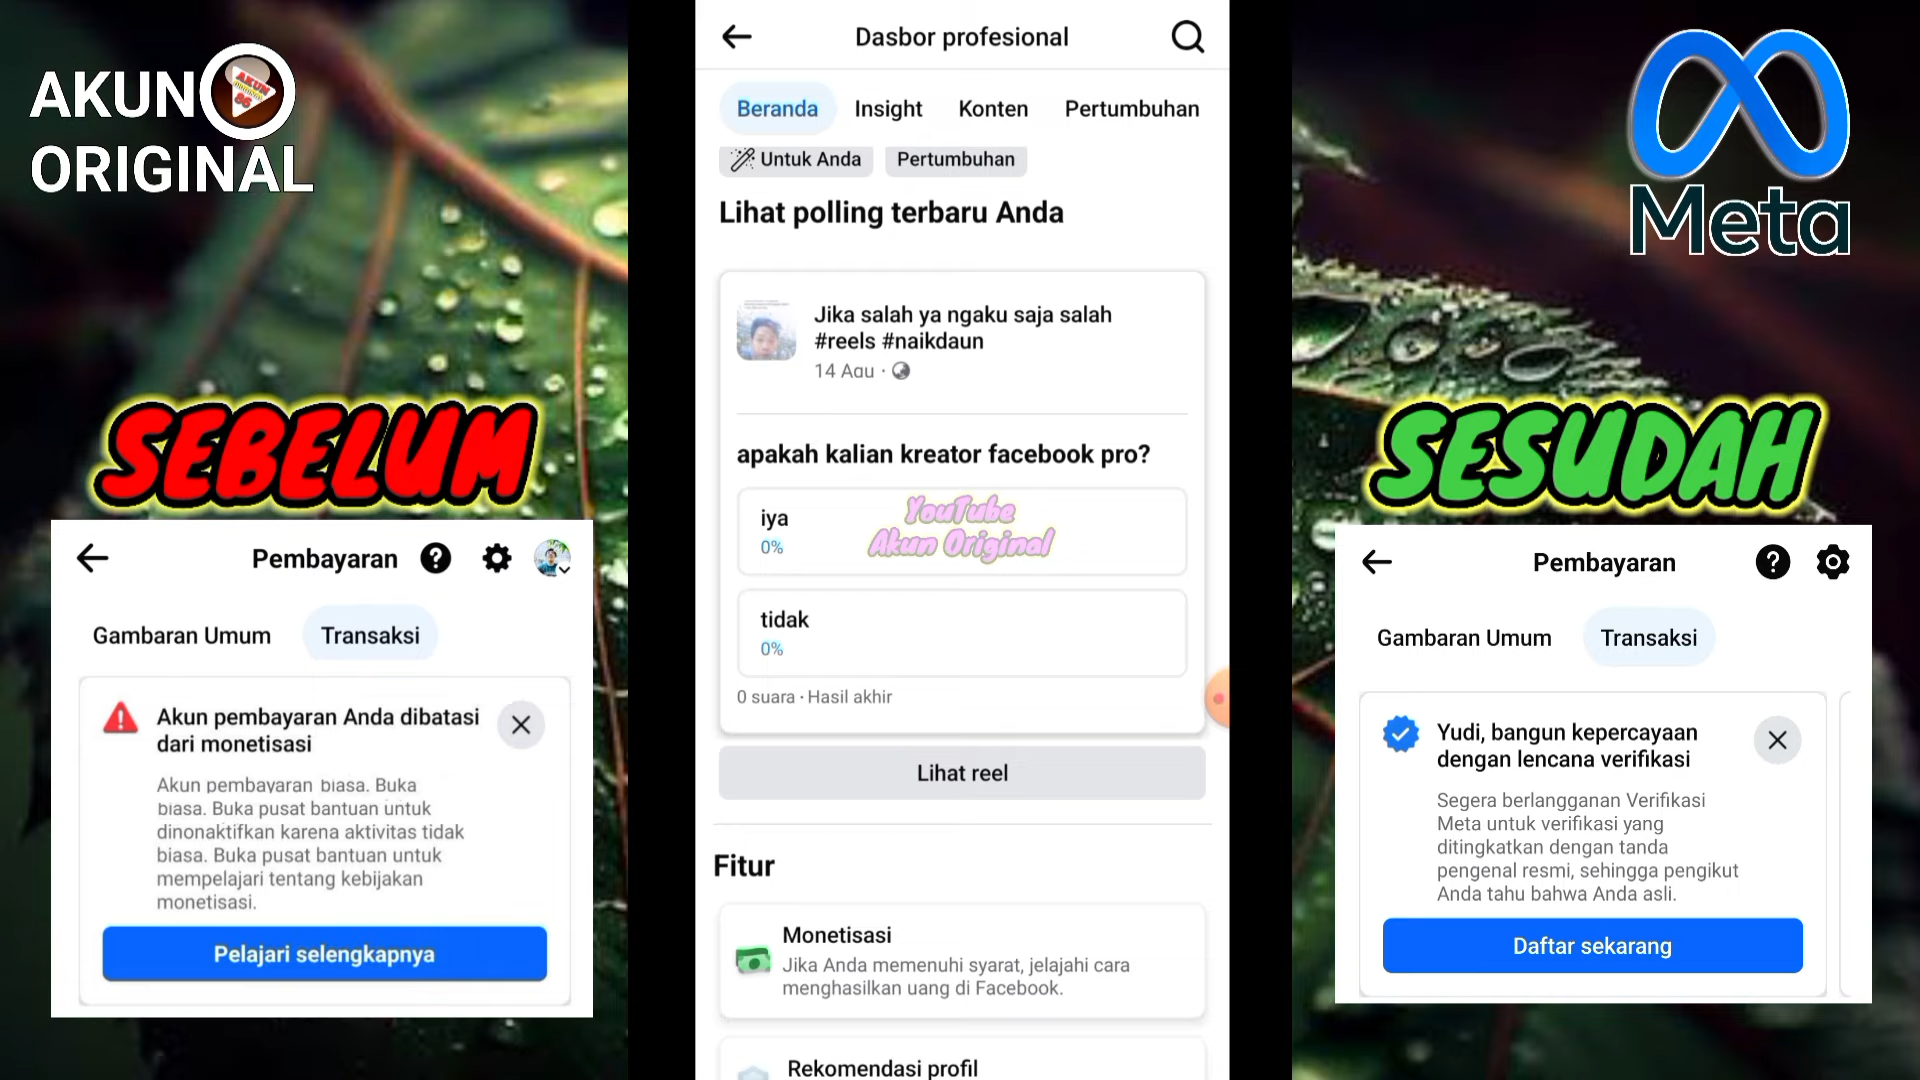 AKUN
AKUN
86
ORIGINAL
SEBELUM
Pembayaran
Gambaran Umum
Transaksi
Akun pembayaran Anda dibatasi
dari monetisasi
Akun pembayaran biasa. Buka
biasa. Buka pusat bantuan untuk
dinonaktifkan karena aktivitas tidak
biasa. Buka pusat bantuan untuk
mempelajari tentang kebijakan
monetisasi.
Pelajari selengkapnya
Dasbor profesional
Beranda
Insight
Konten
Pertumbuhan
Untuk Anda
Pertumbuhan
Lihat polling terbaru Anda
Jika salah ya ngaku saja salah
#reels #naikdaun
14 Agu ·
apakah kalian kreator facebook pro?
iya
0%
YouTube
Akun Original
tidak
0%
0 suara · Hasil akhir
Lihat reel
Fitur
Monetisasi
Jika Anda memenuhi syarat, jelajahi cara
menghasilkan uang di Facebook.
Rekomendasi profil
Meta
SESUDAH
Pembayaran
Gambaran Umum
Transaksi
Yudi, bangun kepercayaan
dengan lencana verifikasi
Segera berlangganan Verifikasi
Meta untuk verifikasi yang
ditingkatkan dengan tanda
pengenal resmi, sehingga pengikut
Anda tahu bahwa Anda asli.
Daftar sekarang